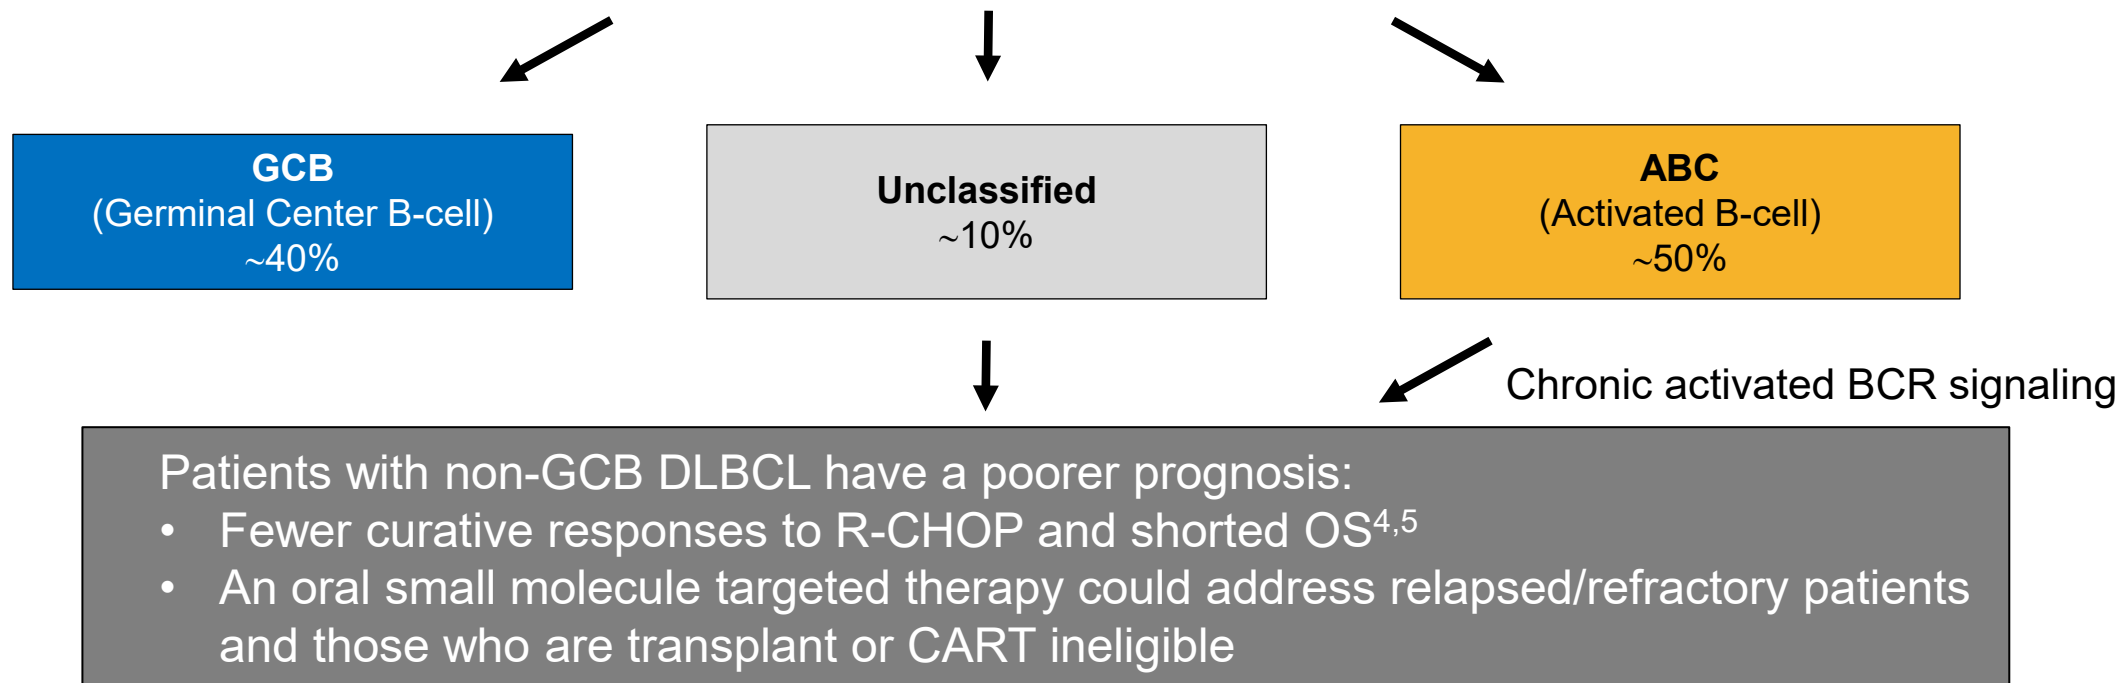 GCB
(Germinal Center B-cell)
~40%
Unclassified
~10%
ABC
(Activated B-cell)
~50%
Chronic activated BCR signaling
Patients with non-GCB DLBCL have a poorer prognosis:
• Fewer curative responses to R-CHOP and shorted OS4,5
• An oral small molecule targeted therapy could address relapsed/refractory patients
and those who are transplant or CART ineligible